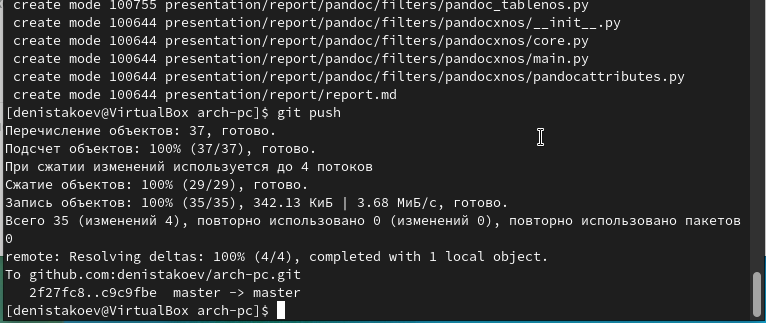 create mode 100755 presentation/report/pandoc/filters/pandoc_tablenos.py
create mode 100644 presentation/report/pandoc/filters/pandocxnos/__init__.py
create mode 100644 presentation/report/pandoc/filters/pandocxnos/core.py
create mode 100644 presentation/report/pandoc/filters/pandocxnos/main.py
create mode 100644 presentation/report/pandoc/filters/pandocxnos/pandocattributes.py
create mode 100644 presentation/report/report.md
[denistakoev@VirtualBox arch-pc]$ git push
Перечисление объектов: 37, готово.
Подсчет объектов: 100% (37/37), готово.
При сжатии изменений используется до 4 потоков
Сжатие объектов: 100% (29/29), готово.
Запись объектов: 100% (35/35), 342.13 КиБ | 3.68 МиБ/с, готово.
Всего 35 (изменений 4), повторно использовано 0 (изменений 0), повторно использовано пакетов
0
remote: Resolving deltas: 100% (4/4), completed with 1 local object.
To github.com:denistakoev/arch-pc.git
2f27fc8..c9c9fbe  master -> master
[denistakoev@VirtualBox arch-pc]$